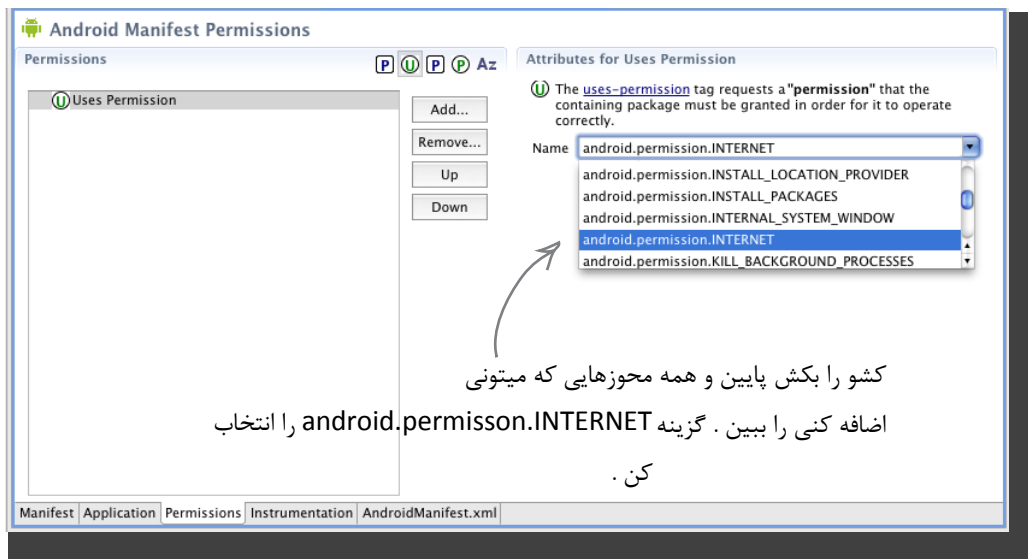 Android Manifest Permissions
Permissions
P U P P Az
Uses Permission
Add...
Remove...
Up
Down
Attributes for Uses Permission
U The uses-permission tag requests a "permission" that the
containing package must be granted in order for it to operate
correctly.
Name android.permission.INTERNET
android.permission.INSTALL_LOCATION_PROVIDER
android.permission.INSTALL_PACKAGES
android.permission.INTERNAL_SYSTEM_WINDOW
android.permission.INTERNET
android.permission.KILL_BACKGROUND_PROCESSES
کشو را بکش پایین و همه محوزهایی که میتونی
اضافه کنی را ببین . گزینه android.permisson.INTERNET را انتخاب
کن .
Manifest Application Permissions Instrumentation AndroidManifest.xml